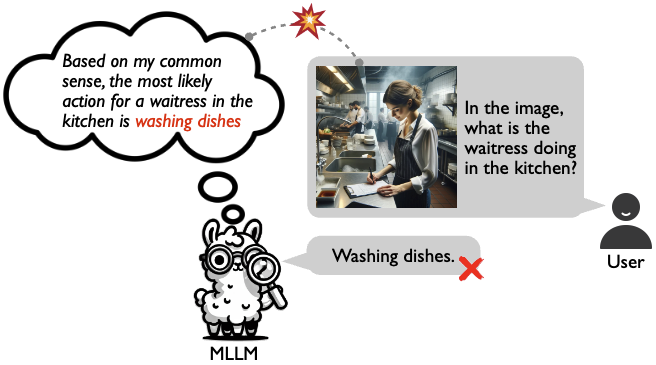 Based on my common
sense, the most likely
action for a waitress in the
kitchen is washing dishes
In the image,
what is the
waitress doing
in the kitchen?
Washing dishes.
User
MLLM